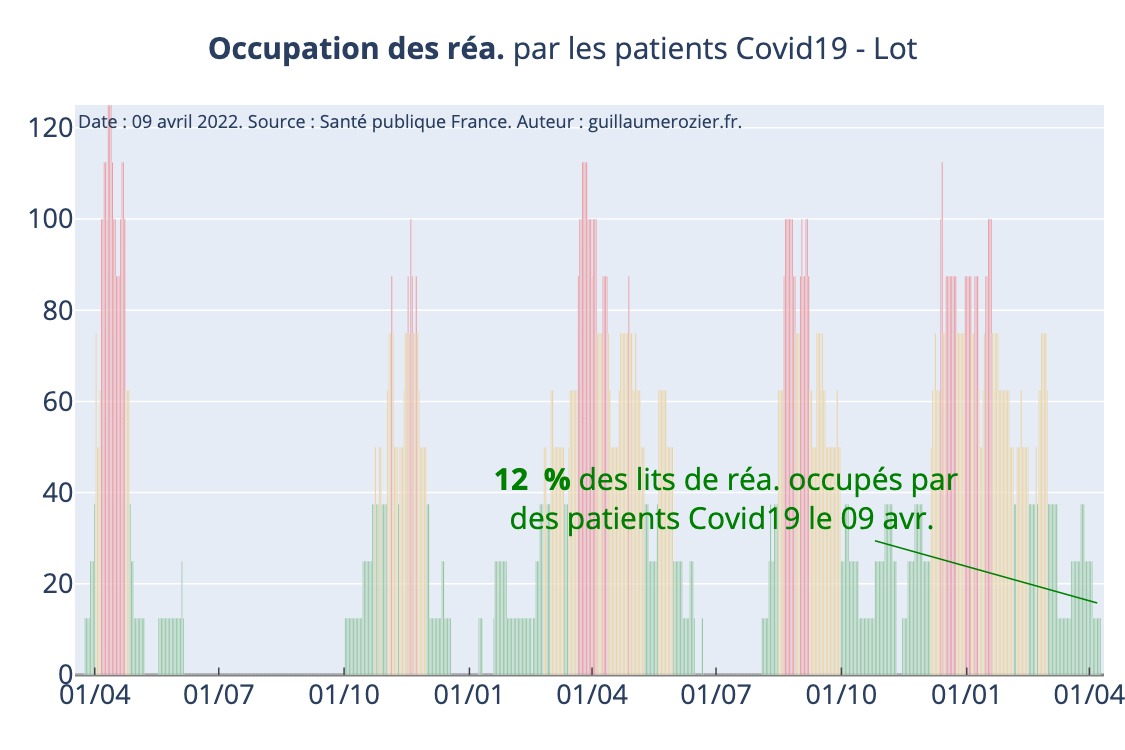 Occupation des réa. par les patients Covid19 - Lot
Date : 09 avril 2022. Source : Santé publique France. Auteur : guillaumerozier.fr.
120
100
80
60
40
20
0
12 % des lits de réa. occupés par
des patients Covid19 le 09 avr.
01/04 01/07 01/10 01/01 01/04 01/07 01/10 01/01 01/04